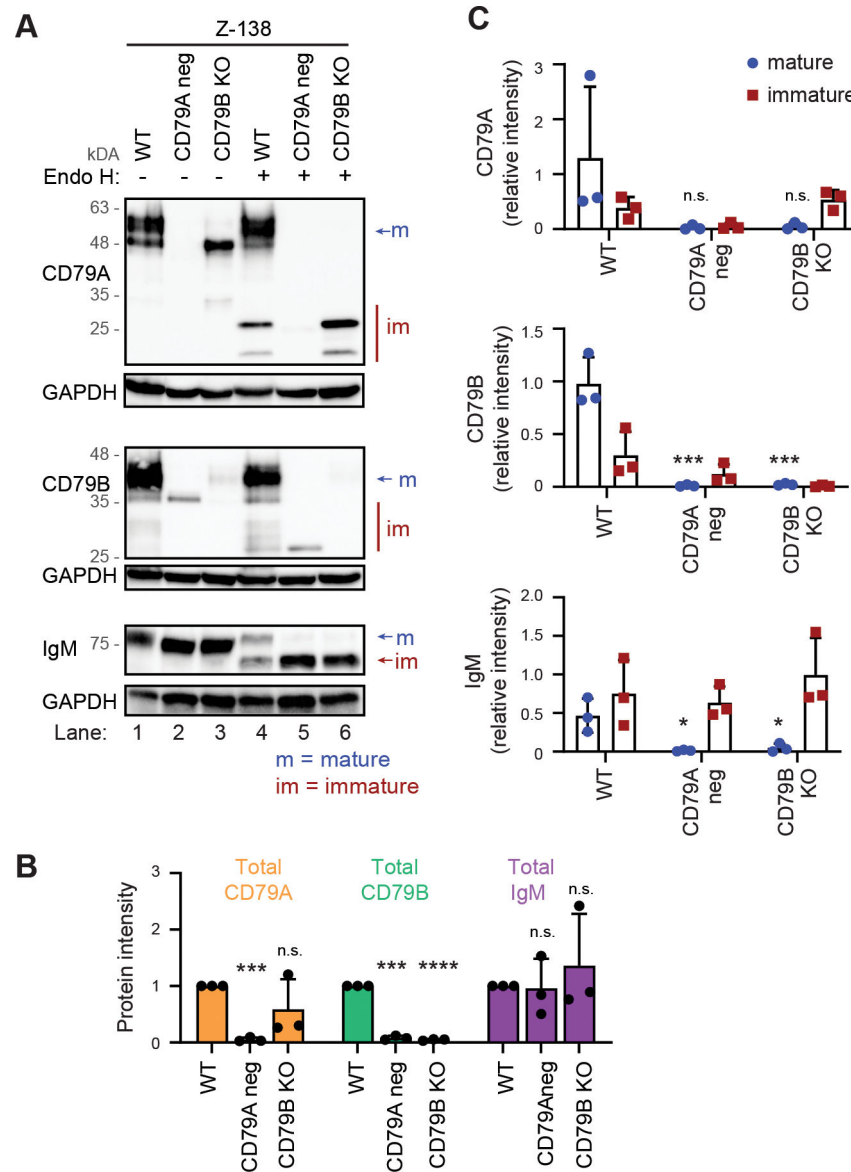 A
Z-138
kDA
WT
CD79A neg
CD79B KO
WT
CD79A neg
CD79B KO
Endo H: - - - + + +
63 -
48 -
CD79A
35 -
25 -
m
im
GAPDH
48 -
CD79B
35 -
25 -
m
im
GAPDH
IgM
75 -
m
im
GAPDH
Lane: 1 2 3 4 5 6
m = mature
im = immature
C
mature
immature
CD79A
(relative intensity)
3
2
1
0
n.s.
n.s.
WT
CD79A
neg
CD79B
KO
CD79B
(relative intensity)
1.5
1.0
0.5
0
***
***
WT
CD79A
neg
CD79B
KO
IgM
(relative intensity)
2.0
1.5
1.0
0.5
0
*
*
WT
CD79A
neg
CD79B
KO
B
Protein intensity
3
2
1
0
Total
CD79A
Total
CD79B
Total
IgM
***
n.s.
***
****
n.s.
n.s.
WT
CD79A neg
CD79B KO
WT
CD79A neg
CD79B KO
WT
CD79Aneg
CD79B KO